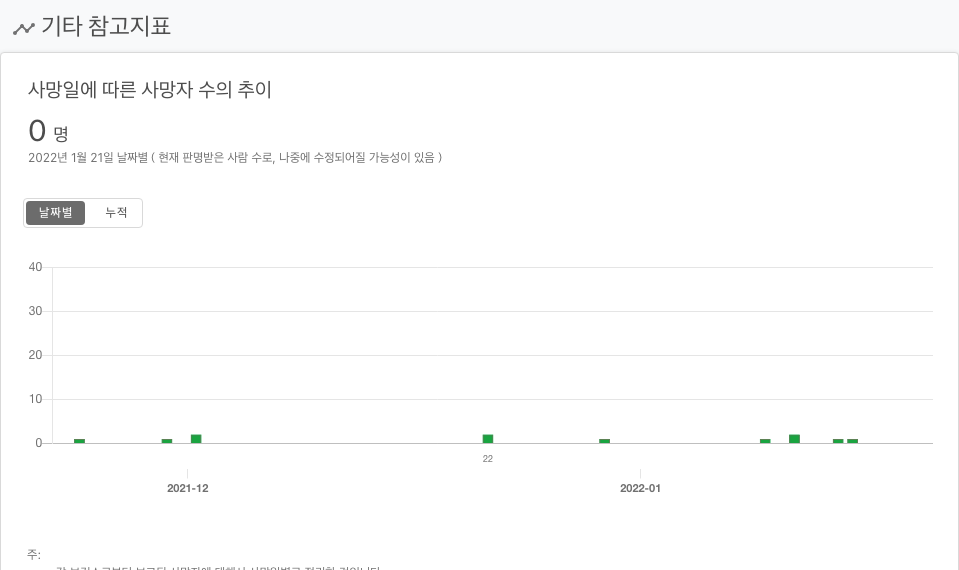 기타 참고지표
사망일에 따른 사망자 수의 추이
0 명
2022년 1월 21일 날짜별 ( 현재 판명받은 사람 수로, 나중에 수정되어질 가능성이 있음 )
날짜별 누적
40
30
20
10
0
22
2021-12 2022-01
주: